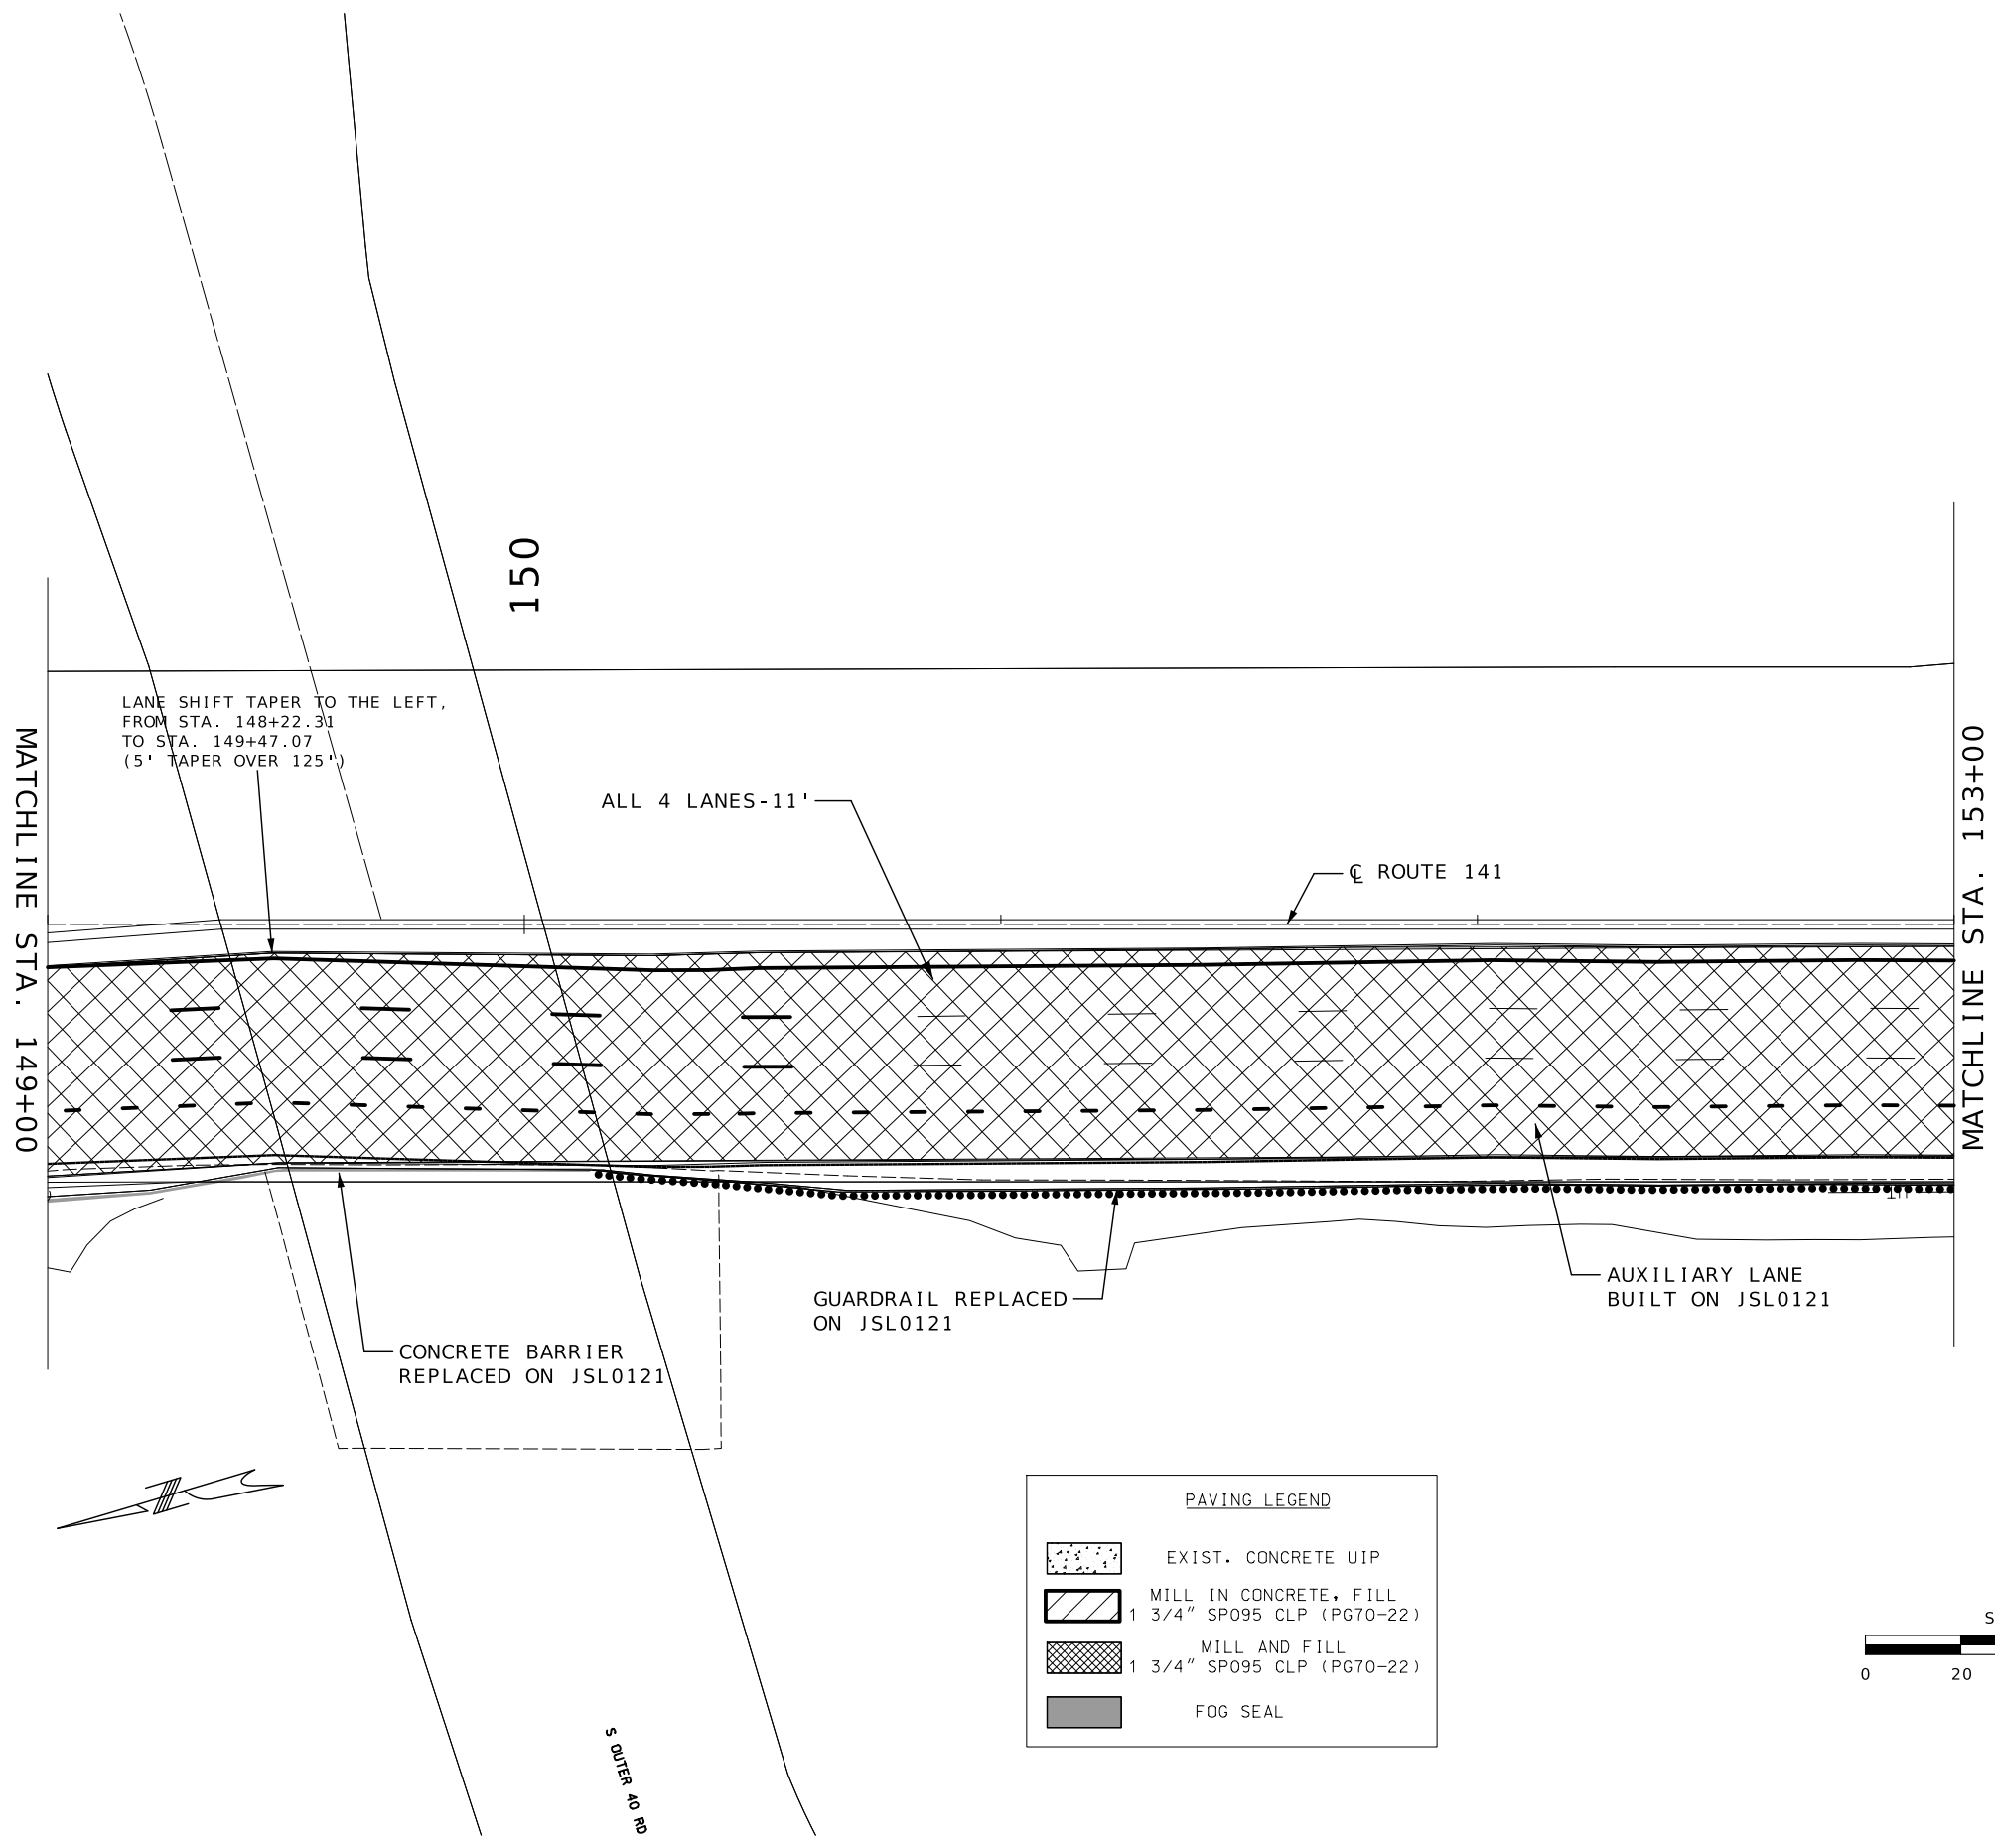 150
LANE SHIFT TAPER TO THE LEFT,
FROM STA. 148+22.31
TO STA. 149+47.07
(5' TAPER OVER 125')
MATCHLINE STA. 149+00
ALL 4 LANES-11'
℄ ROUTE 141
MATCHLINE STA. 153+00
GUARDRAIL REPLACED
ON JSL0121
AUXILIARY LANE
BUILT ON JSL0121
CONCRETE BARRIER
REPLACED ON JSL0121
PAVING LEGEND
EXIST. CONCRETE UIP
MILL IN CONCRETE, FILL
1 3/4" SP095 CLP (PG70-22)
MILL AND FILL
1 3/4" SP095 CLP (PG70-22)
FOG SEAL
S OUTER 40 RD
S
0 20